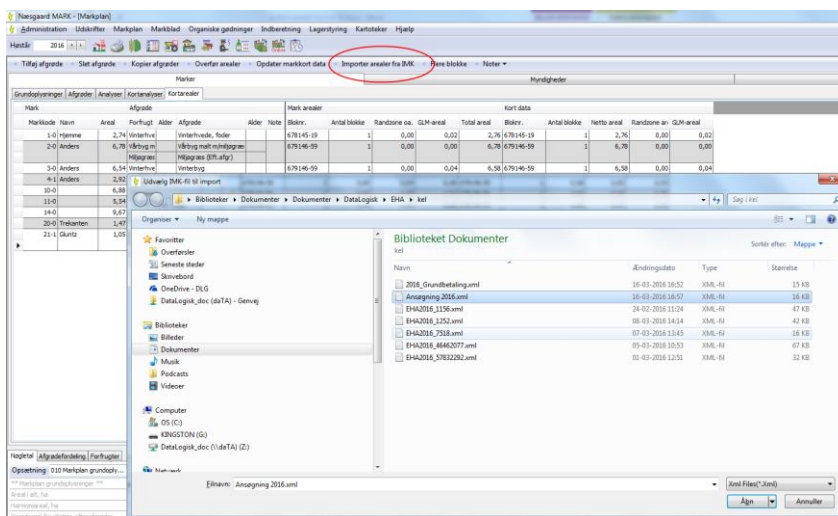 Næsgaard MARK - [Markplan]
Administration Udskrifter Markplan Markblad Organiske gødninger Indberetning Lagerstyring Kartoteker Hjælp
Høstår 2016
Tilføj afgrøde Slet afgrøde Kopier afgrøder Overfør arealer Opdater markkort data Importer arealer fra IMK Flere blokke Noter
Marker Myndigheder
Grundoplysninger Afgrøder Analyser Kortanalyser Kortarealer
Mark Afgrøde Mark arealer Kort data
Markkode Navn Areal Forfrugt Alder Afgrøde Alder Note Bloknr. Antal blokke Randzone oa. GLM-areal Total areal Bloknr. Antal blokke Netto areal Randzone an GLM-areal
1-0 Hjemme 2,74 Vinterhve Vinterhvede, foder 678145-19 1 0,00 0,02 2,76 678145-19 1 2,76 0,00 0,02
2-0 Anders 6,78 Vårbyg m Vårbyg malt m/miljøgræs 679146-59 1 0,00 0,00 6,78 679146-59 1 6,78 0,00 0,00
Miljøgræs Miljøgræs (Eft.afgr)
3-0 Anders 6,54 Vinterhve Vinterbyg 679146-59 1 0,00 0,04 6,58 679146-59 1 6,58 0,00 0,04
4-1 Anders 2,92
10-0 6,88
11-0 5,54
14-0 9,67
20-0 Trekanten 1,47
21-1 Gluntz 1,05
Udvælg IMK-fil til import
Biblioteker Dokumenter Dokumenter DataLogisk EHA kel
Søg i kel
Organiser Ny mappe
Favoritter
Overførsler
Seneste steder
Skrivebord
OneDrive - DLG
DataLogisk_doc (daTA) - Genvej
Biblioteker
Billeder
Dokumenter
Musik
Podcasts
Videoer
Computer
OS (C:)
KINGSTON (G:)
DataLogisk_doc (\\daTA) (Z:)
Netværk
Biblioteket Dokumenter
kel
Sortér efter: Mappe
Navn Ændringsdato Type Størrelse
2016_Grundbetaling.xml 16-03-2016 16:52 XML-fil 15 KB
Ansøgning 2016.xml 16-03-2016 16:57 XML-fil 16 KB
EHA2016_1156.xml 24-02-2016 11:24 XML-fil 47 KB
EHA2016_1252.xml 08-03-2016 14:14 XML-fil 42 KB
EHA2016_7518.xml 07-03-2016 13:45 XML-fil 16 KB
EHA2016_46462077.xml 05-03-2016 10:53 XML-fil 67 KB
EHA2016_57832292.xml 01-03-2016 12:51 XML-fil 32 KB
Filnavn: Ansøgning 2016.xml
Xml Files(*.Xml)
Åbn Annuller
Nøgletal Afgrødefordeling Forfrugter
Opsætning 010 Markplan grundoply...
** Markplan grundoplysninger **
Areal i alt, ha
Harmoniareal, ha